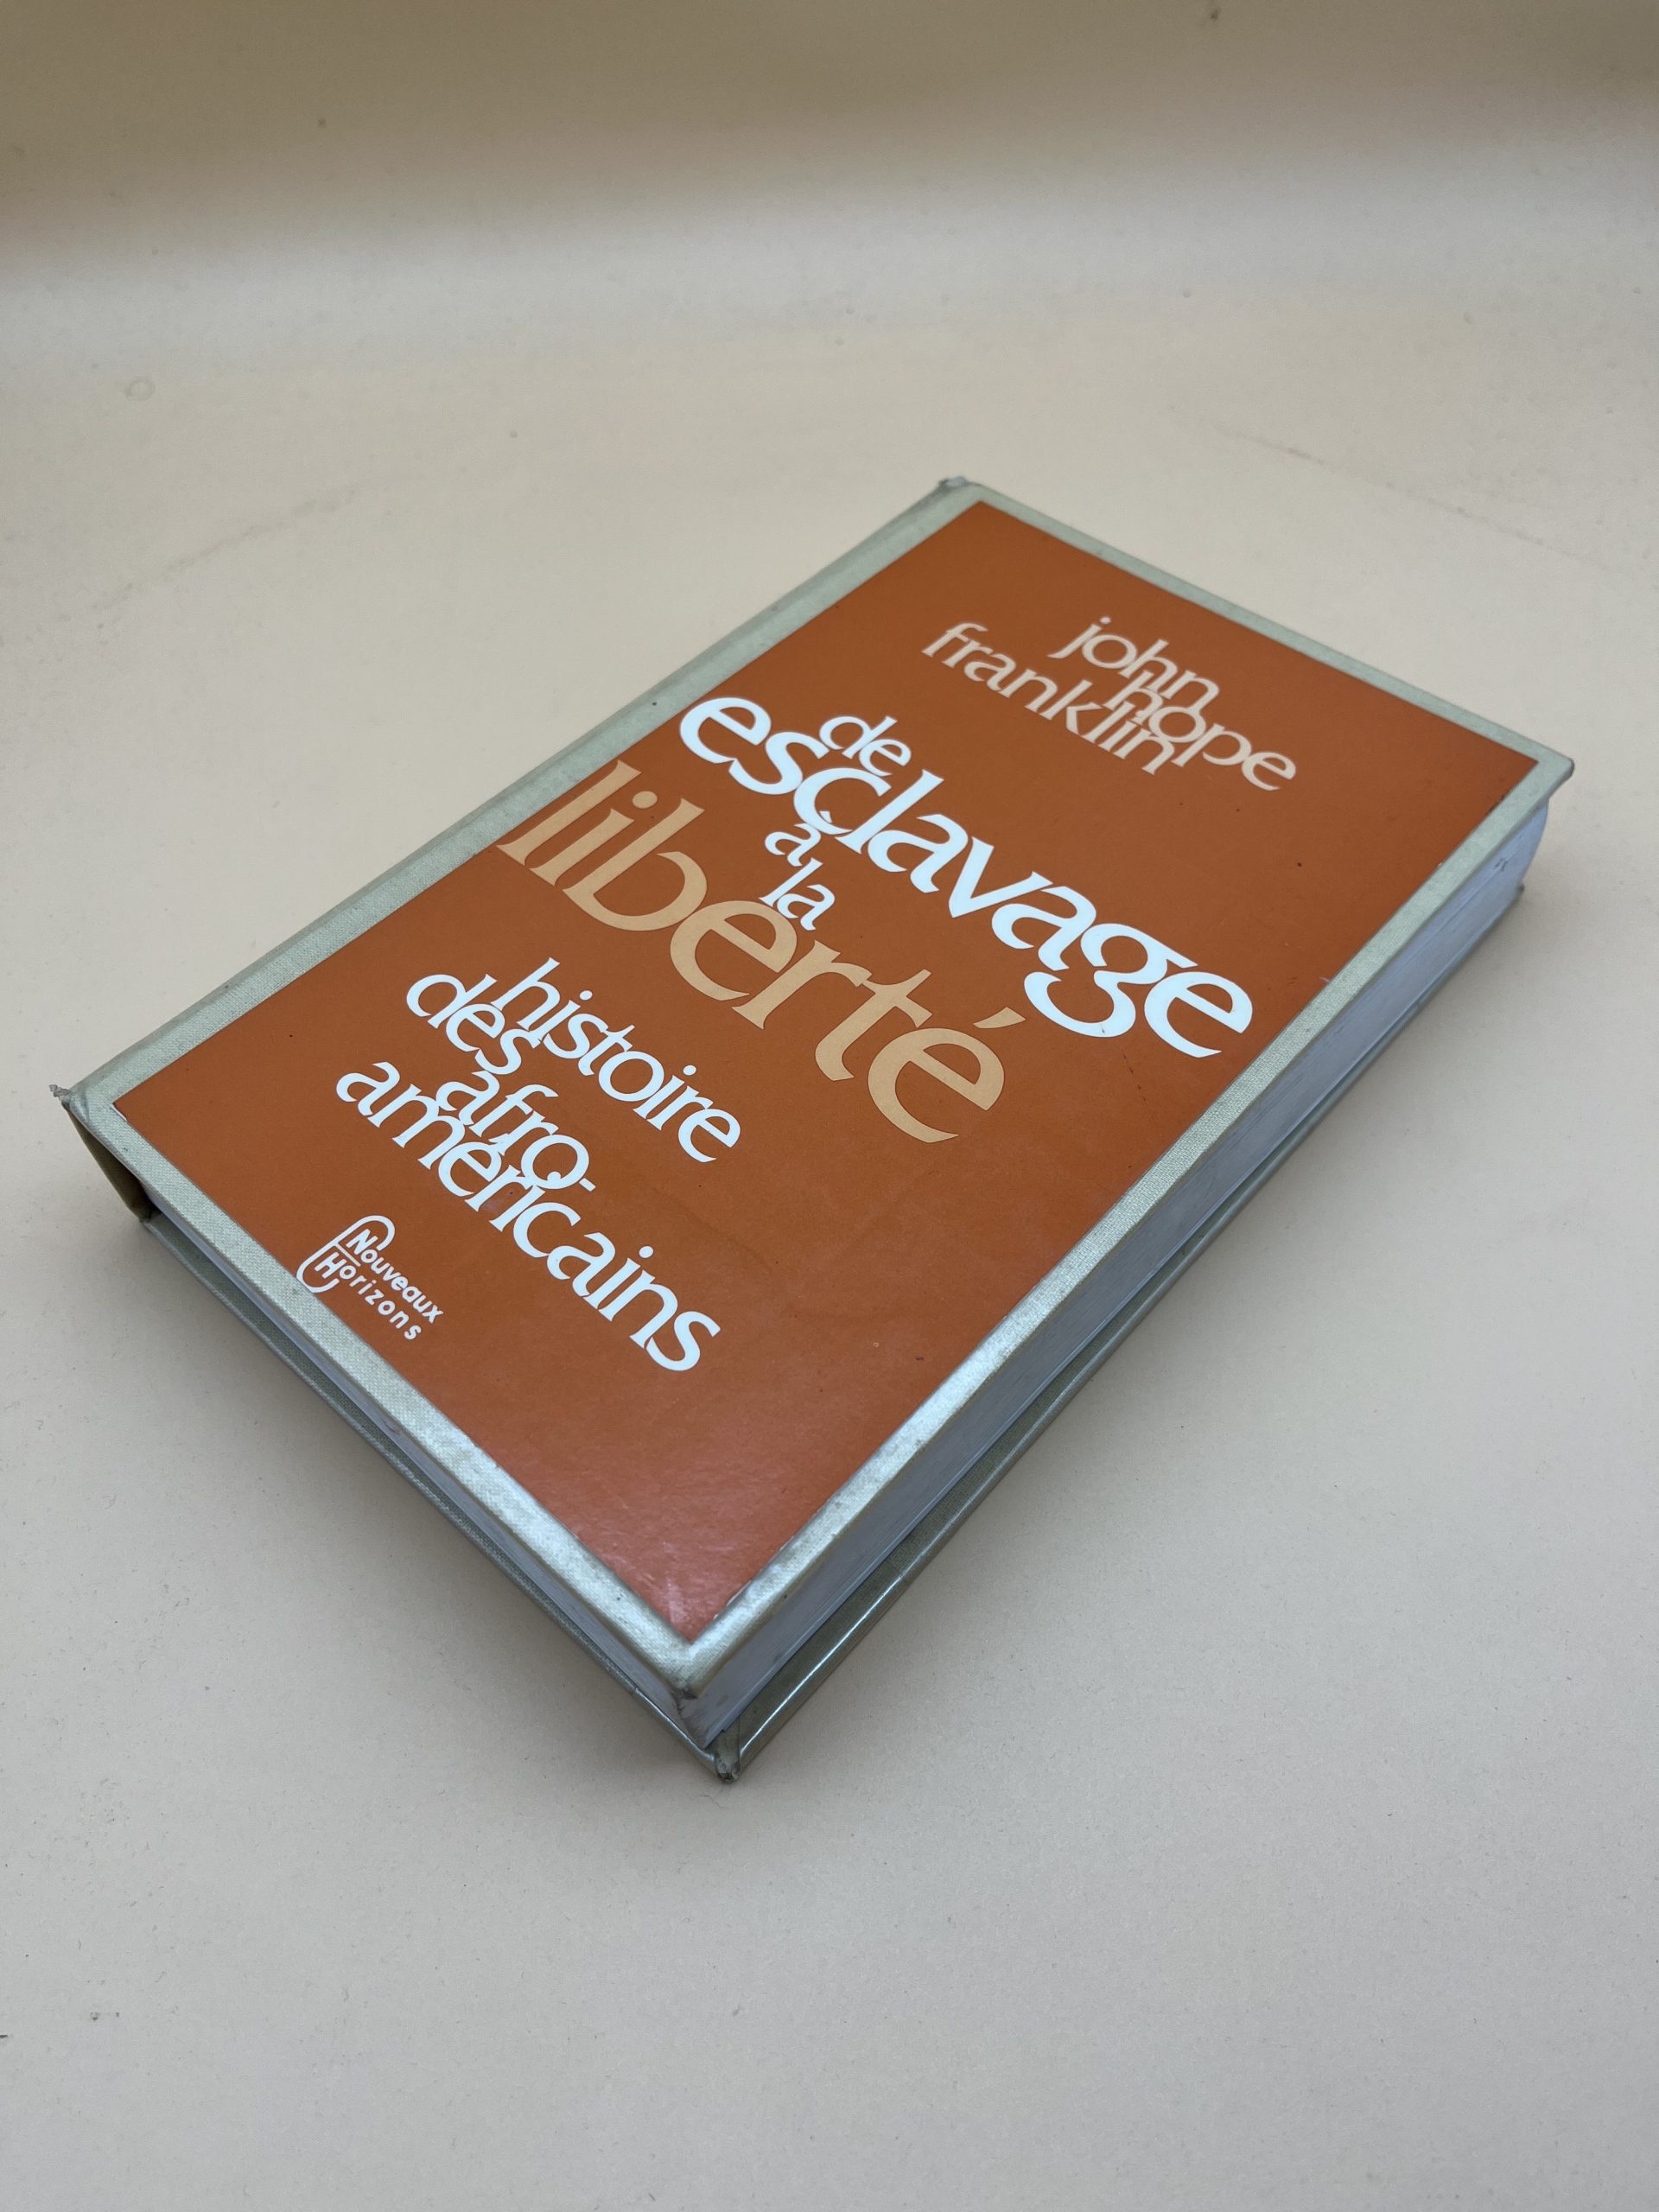 john
hope
franklin
de
esclavage
à la
liberté
histoire
des
afro-
américains
Nouveaux
Horizons